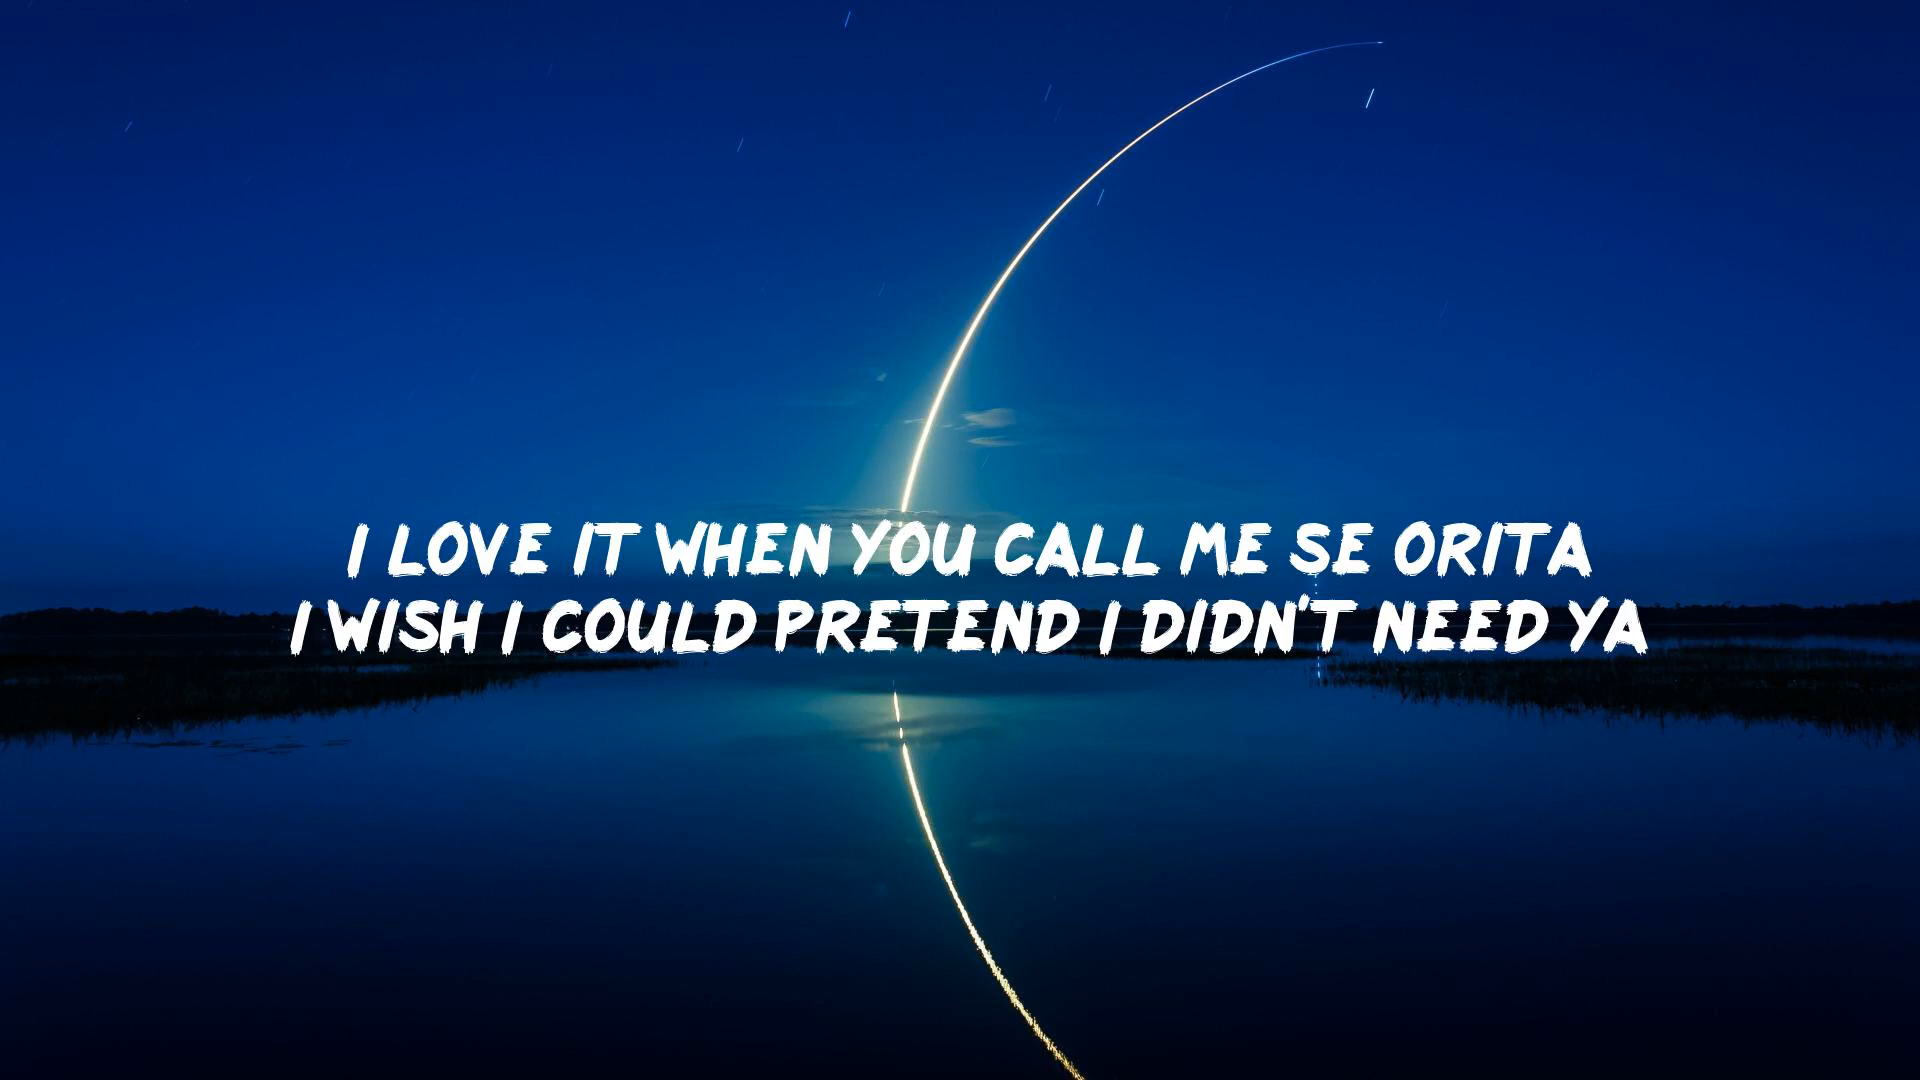 I LOVE IT WHEN YOU CALL ME SE ORITA
I WISH I COULD PRETEND I DIDN'T NEED YA